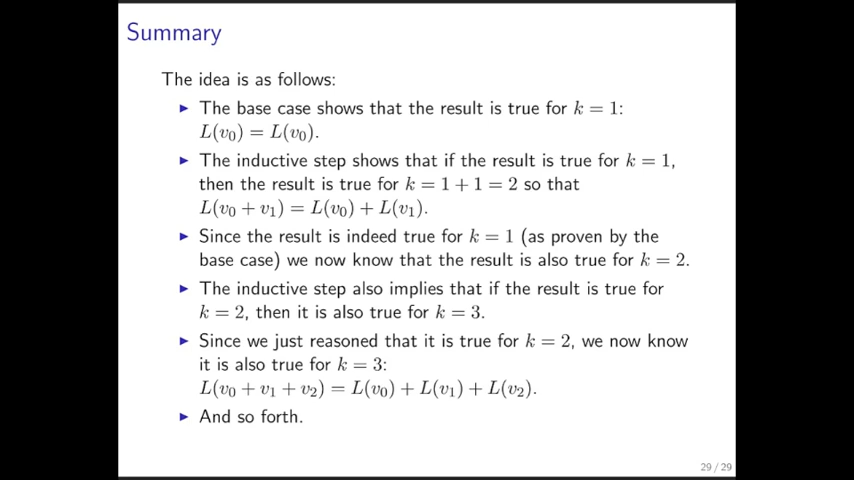 Summary
The idea is as follows:
▶ The base case shows that the result is true for k = 1:
L(v₀) = L(v₀).
▶ The inductive step shows that if the result is true for k = 1,
then the result is true for k = 1 + 1 = 2 so that
L(v₀ + v₁) = L(v₀) + L(v₁).
▶ Since the result is indeed true for k = 1 (as proven by the
base case) we now know that the result is also true for k = 2.
▶ The inductive step also implies that if the result is true for
k = 2, then it is also true for k = 3.
▶ Since we just reasoned that it is true for k = 2, we now know
it is also true for k = 3:
L(v₀ + v₁ + v₂) = L(v₀) + L(v₁) + L(v₂).
▶ And so forth.
29 / 29